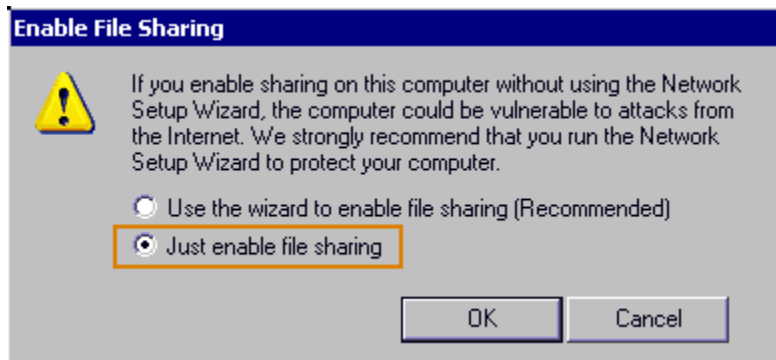 Enable File Sharing
If you enable sharing on this computer without using the Network
Setup Wizard, the computer could be vulnerable to attacks from
the Internet. We strongly recommend that you run the Network
Setup Wizard to protect your computer.
Use the wizard to enable file sharing (Recommended)
Just enable file sharing
OK Cancel